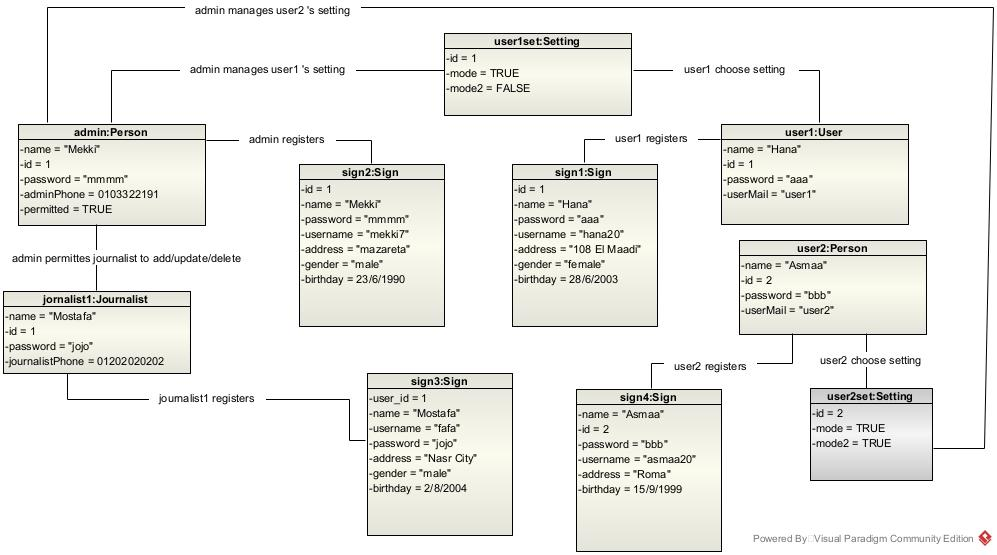 admin manages user2 's setting
user1set:Setting
-id = 1
-mode = TRUE
-mode2 = FALSE
admin manages user1 's setting
user1 choose setting
admin:Person
-name = "Mekki"
-id = 1
-password = "mmmm"
-adminPhone = 0103322191
-permitted = TRUE
admin registers
user1 registers
user1:User
-name = "Hana"
-id = 1
-password = "aaa"
-userMail = "user1"
sign2:Sign
-id = 1
-name = "Mekki"
-password = "mmmm"
-username = "mekki7"
-address = "mazareta"
-gender = "male"
-birthday = 23/6/1990
sign1:Sign
-id = 1
-name = "Hana"
-password = "aaa"
-username = "hana20"
-address = "108 El Maadi"
-gender = "female"
-birthday = 28/6/2003
user2:Person
-name = "Asmaa"
-id = 2
-password = "bbb"
-userMail = "user2"
admin permittes journalist to add/update/delete
jornalist1:Journalist
-name = "Mostafa"
-id = 1
-password = "jojo"
-journalistPhone = 01202020202
user2 registers
user2 choose setting
journalist1 registers
sign3:Sign
-user_id = 1
-name = "Mostafa"
-username = "fafa"
-password = "jojo"
-address = "Nasr City"
-gender = "male"
-birthday = 2/8/2004
sign4:Sign
-name = "Asmaa"
-id = 2
-password = "bbb"
-username = "asmaa20"
-address = "Roma"
-birthday = 15/9/1999
user2set:Setting
-id = 2
-mode = TRUE
-mode2 = TRUE
Powered By Visual Paradigm Community Edition